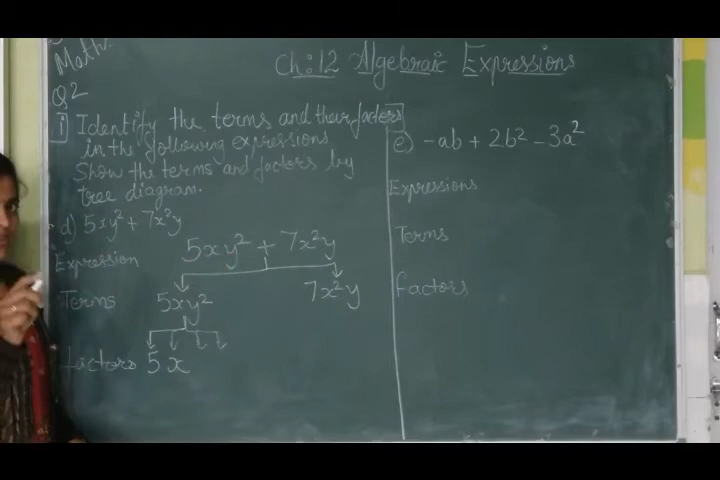 Math.
Ch:12 Algebraic Expressions
Q2
i Identify the terms and their factors
in the following expressions
Show the terms and factors by
tree diagram.
d) 5xy² + 7x²y
Expression 5xy² + 7x²y
Terms 5xy² 7x²y
factors 5 x
e) -ab + 2b² - 3a²
Expressions
Terms
factors